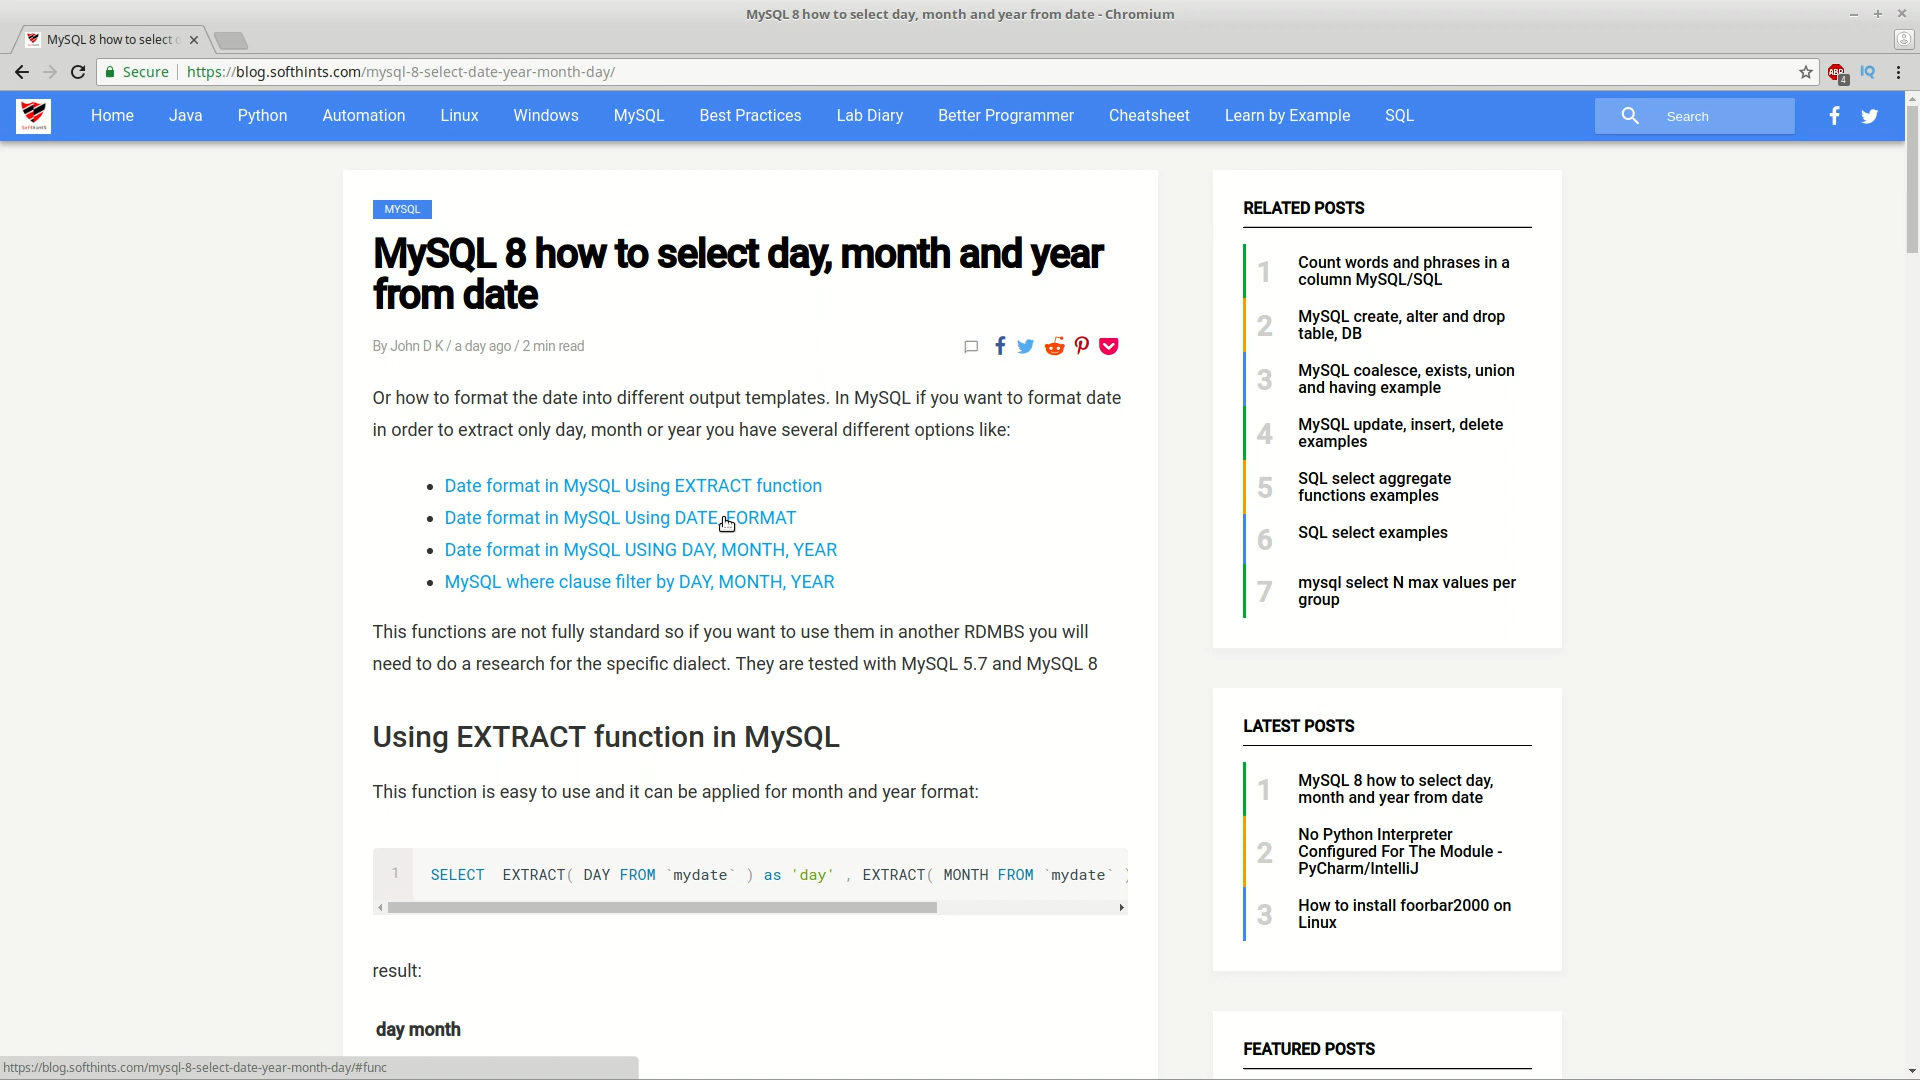 MySQL 8 how to select day, month and year from date - Chromium
MySQL 8 how to select d
Secure
https://blog.softhints.com/mysql-8-select-date-year-month-day/
ABP
4
IQ
SoftHints
Home
Java
Python
Automation
Linux
Windows
MySQL
Best Practices
Lab Diary
Better Programmer
Cheatsheet
Learn by Example
SQL
Search
MYSQL
MySQL 8 how to select day, month and year
from date
By John D K / a day ago / 2 min read
Or how to format the date into different output templates. In MySQL if you want to format date
in order to extract only day, month or year you have several different options like:
Date format in MySQL Using EXTRACT function
Date format in MySQL Using DATE_FORMAT
Date format in MySQL USING DAY, MONTH, YEAR
MySQL where clause filter by DAY, MONTH, YEAR
This functions are not fully standard so if you want to use them in another RDMBS you will
need to do a research for the specific dialect. They are tested with MySQL 5.7 and MySQL 8
Using EXTRACT function in MySQL
This function is easy to use and it can be applied for month and year format:
1 SELECT  EXTRACT( DAY FROM `mydate` ) as 'day' , EXTRACT( MONTH FROM `mydate` )
result:
day month
RELATED POSTS
1
Count words and phrases in a
column MySQL/SQL
2
MySQL create, alter and drop
table, DB
3
MySQL coalesce, exists, union
and having example
4
MySQL update, insert, delete
examples
5
SQL select aggregate
functions examples
6
SQL select examples
7
mysql select N max values per
group
LATEST POSTS
1
MySQL 8 how to select day,
month and year from date
2
No Python Interpreter
Configured For The Module -
PyCharm/IntelliJ
3
How to install foorbar2000 on
Linux
FEATURED POSTS
https://blog.softhints.com/mysql-8-select-date-year-month-day/#func